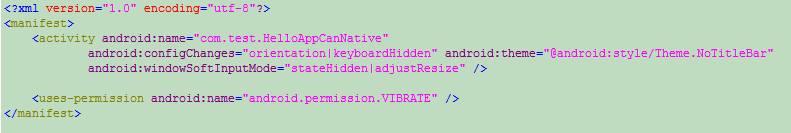 <?xml version="1.0" encoding="utf-8"?>
<manifest>
<activity android:name="com.test.HelloAppCanNative"
android:configChanges="orientation|keyboardHidden" android:theme="@android:style/Theme.NoTitleBar"
android:windowSoftInputMode="stateHidden|adjustResize" />
<uses-permission android:name="android.permission.VIBRATE" />
</manifest>